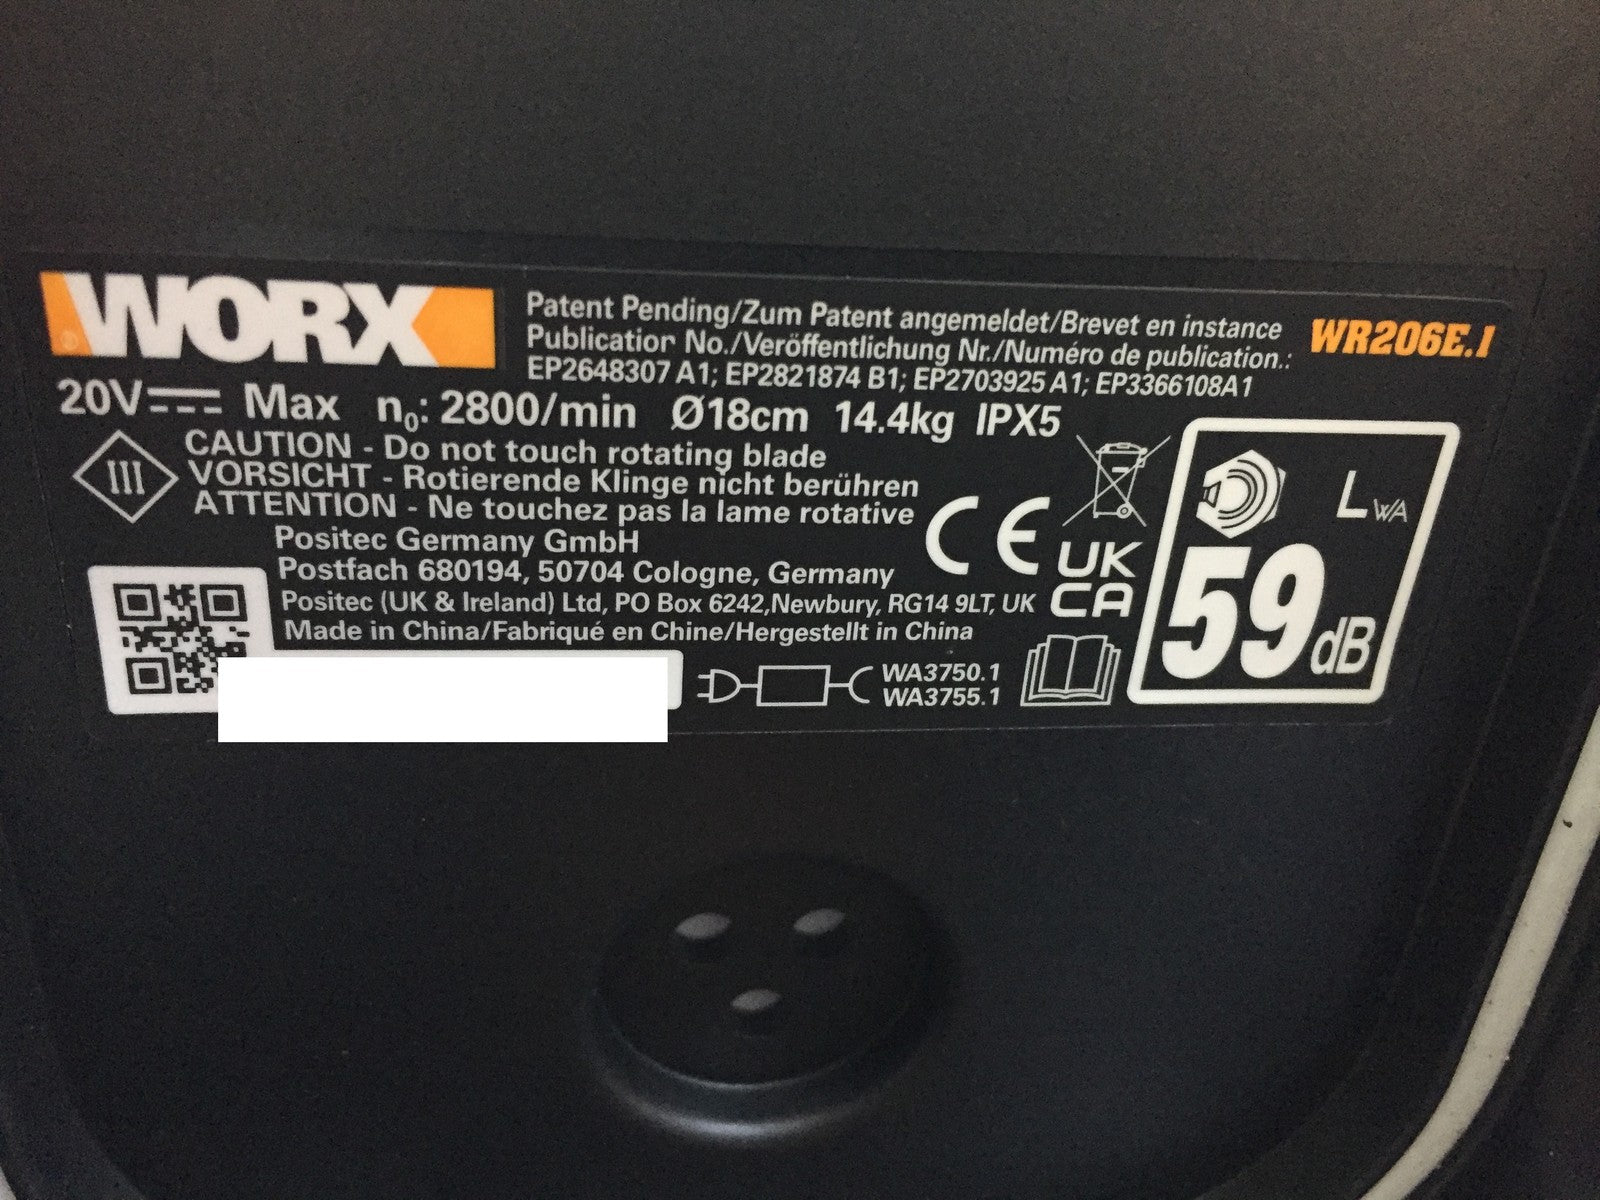 WORX
Patent Pending/Zum Patent angemeldet/Brevet en instance
Publication No./Veröffentlichung Nr./Numéro de publication.:
EP2648307 A1; EP2821874 B1; EP2703925 A1; EP3366108A1
WR206E.1
20V Max n0: 2800/min Ø18cm 14.4kg IPX5
III
CAUTION - Do not touch rotating blade
VORSICHT - Rotierende Klinge nicht berühren
ATTENTION - Ne touchez pas la lame rotative
Positec Germany GmbH
Postfach 680194, 50704 Cologne, Germany
Positec (UK & Ireland) Ltd, PO Box 6242,Newbury, RG14 9LT, UK
Made in China/Fabriqué en Chine/Hergestellt in China
WA3750.1
WA3755.1
CE
UK
CA
LWA
59dB